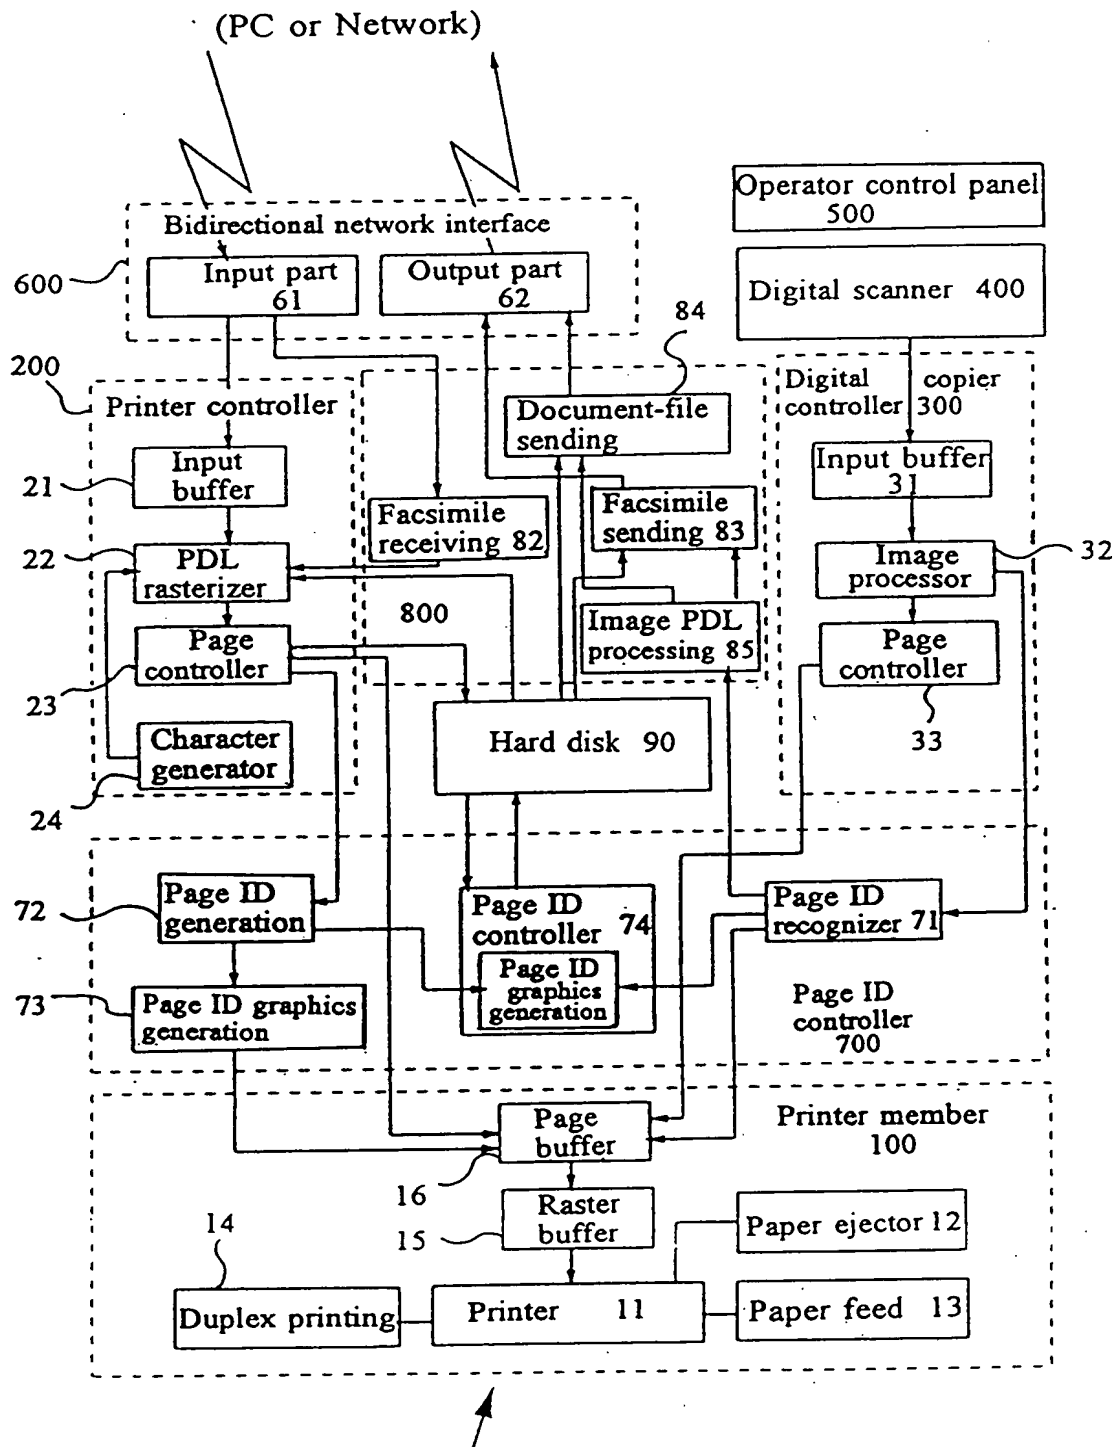 (PC or Network)
Operator control panel
500
Bidirectional network interface
600
Input part
61
Output part
62
Digital scanner 400
84
200
Printer controller
Document-file
sending
Digital copier
controller 300
21
Input
buffer
Input buffer
31
Facsimile
receiving 82
Facsimile
sending 83
22
PDL
rasterizer
Image
processor
32
800
Image PDL
processing 85
23
Page
controller
Page
controller
33
Hard disk 90
Character
generator
24
72
Page ID
generation
Page ID
controller 74
Page ID
graphics
generation
Page ID
recognizer 71
73
Page ID graphics
generation
Page ID
controller
700
Page
buffer
16
Printer member
100
Raster
buffer
15
14
Paper ejector 12
Duplex printing
Printer 11
Paper feed 13